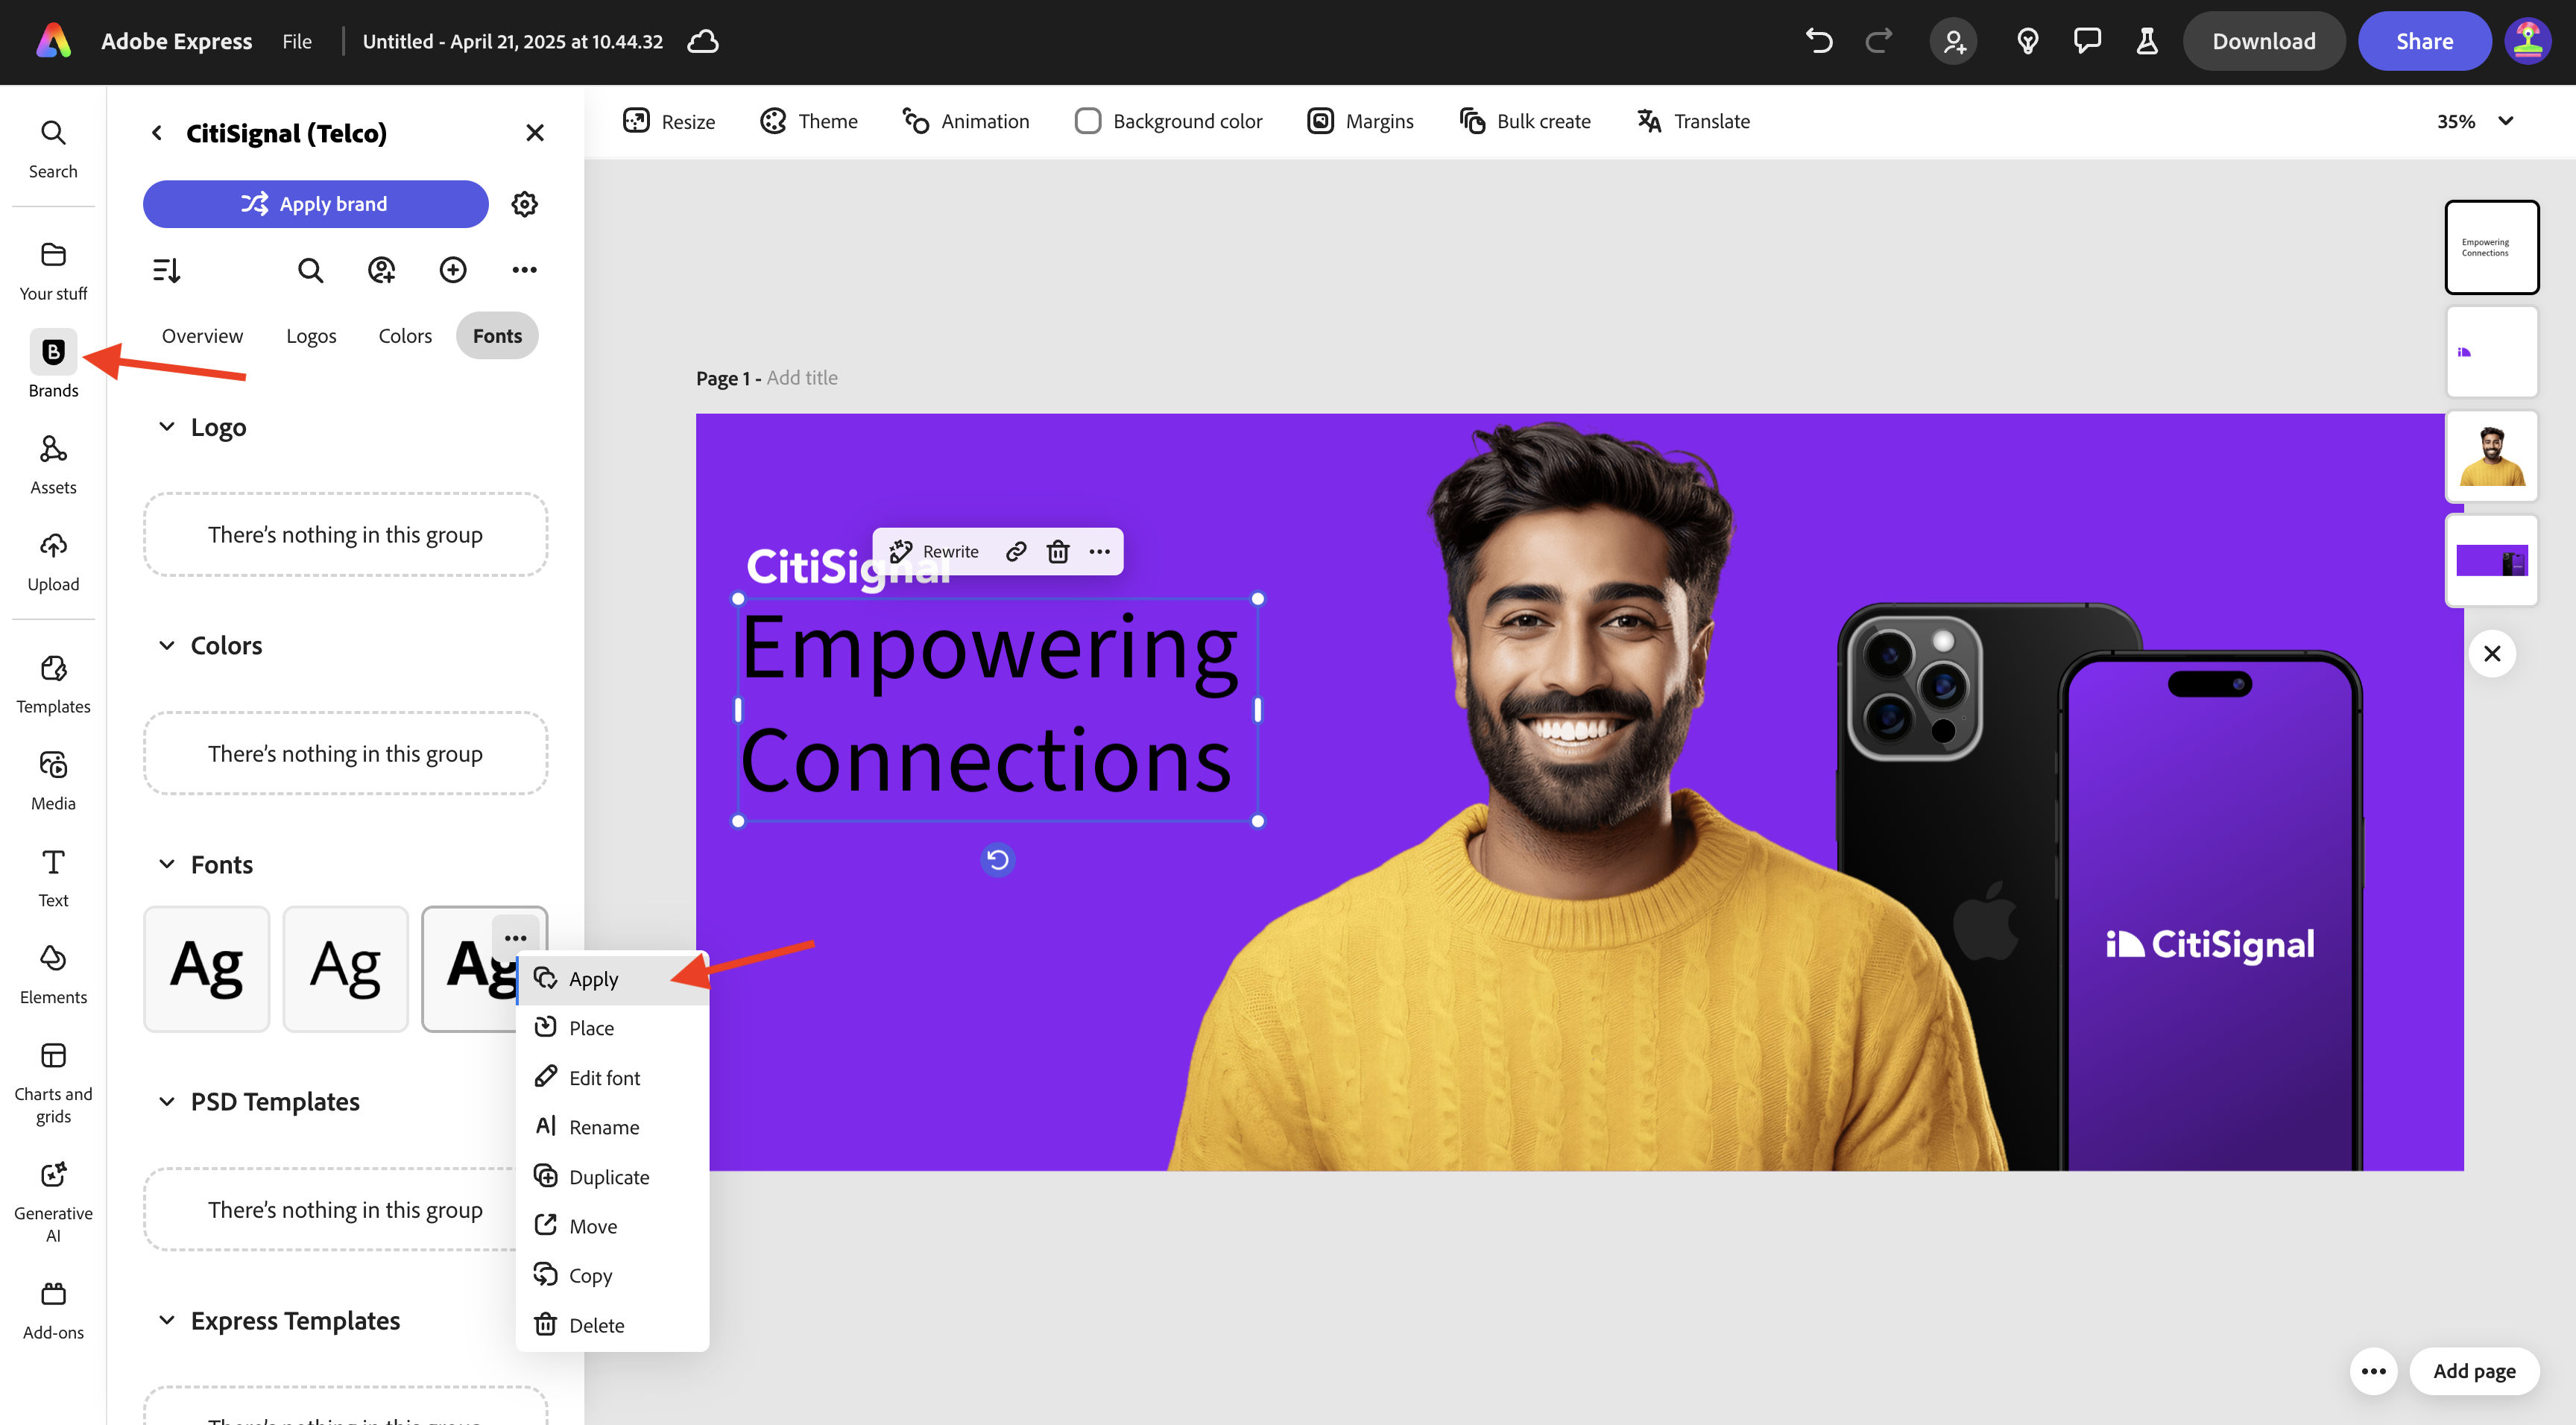 Adobe Express
File
Untitled - April 21, 2025 at 10.44.32
Download
Share
Search
Your stuff
Brands
Assets
Upload
Templates
Media
Text
Elements
Charts and
grids
Generative
AI
Add-ons
CitiSignal (Telco)
Apply brand
Overview
Logos
Colors
Fonts
Logo
There's nothing in this group
Colors
There's nothing in this group
Fonts
Ag
Ag
Ag
PSD Templates
There's nothing in this group
Express Templates
There's nothing in this group
Apply
Place
Edit font
Rename
Duplicate
Move
Copy
Delete
Resize
Theme
Animation
Background color
Margins
Bulk create
Translate
35%
Page 1 - Add title
CitiSignal
Rewrite
Empowering
Connections
CitiSignal
Empowering
Connections
Add page